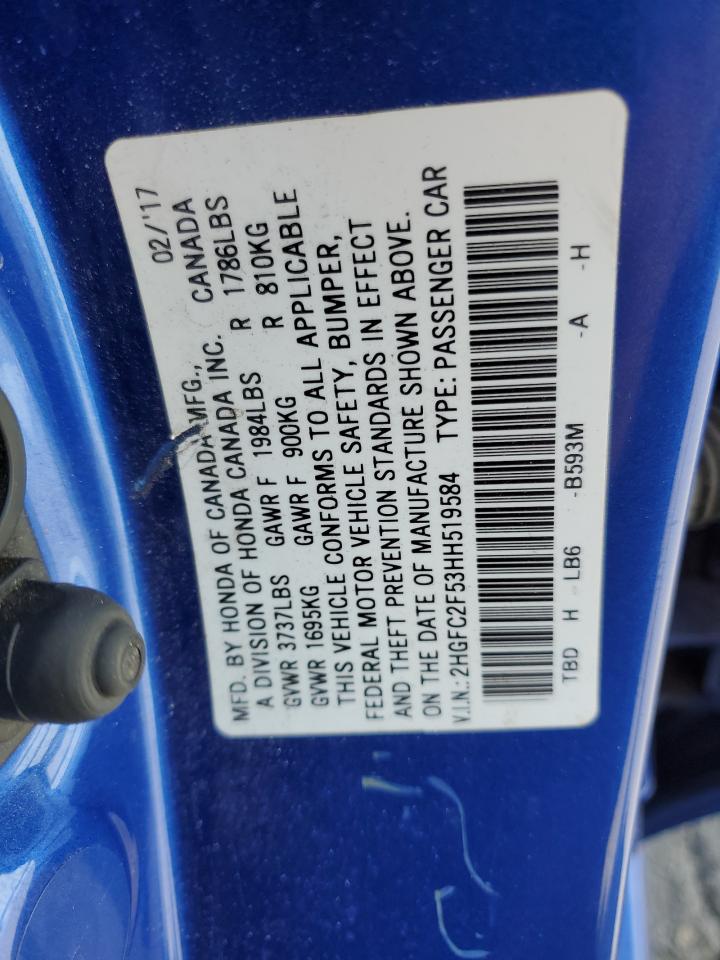 MFD. BY HONDA OF CANADA MFG., 02/'17
A DIVISION OF HONDA CANADA INC. CANADA
GVWR 3737LBS GAWR F 1984LBS R 1786LBS
GVWR 1695KG GAWR F 900KG R 810KG
THIS VEHICLE CONFORMS TO ALL APPLICABLE
FEDERAL MOTOR VEHICLE SAFETY, BUMPER,
AND THEFT PREVENTION STANDARDS IN EFFECT
ON THE DATE OF MANUFACTURE SHOWN ABOVE.
V.I.N.: 2HGFC2F53HH519584 TYPE: PASSENGER CAR
TBD H LB6 -B593M -A -H